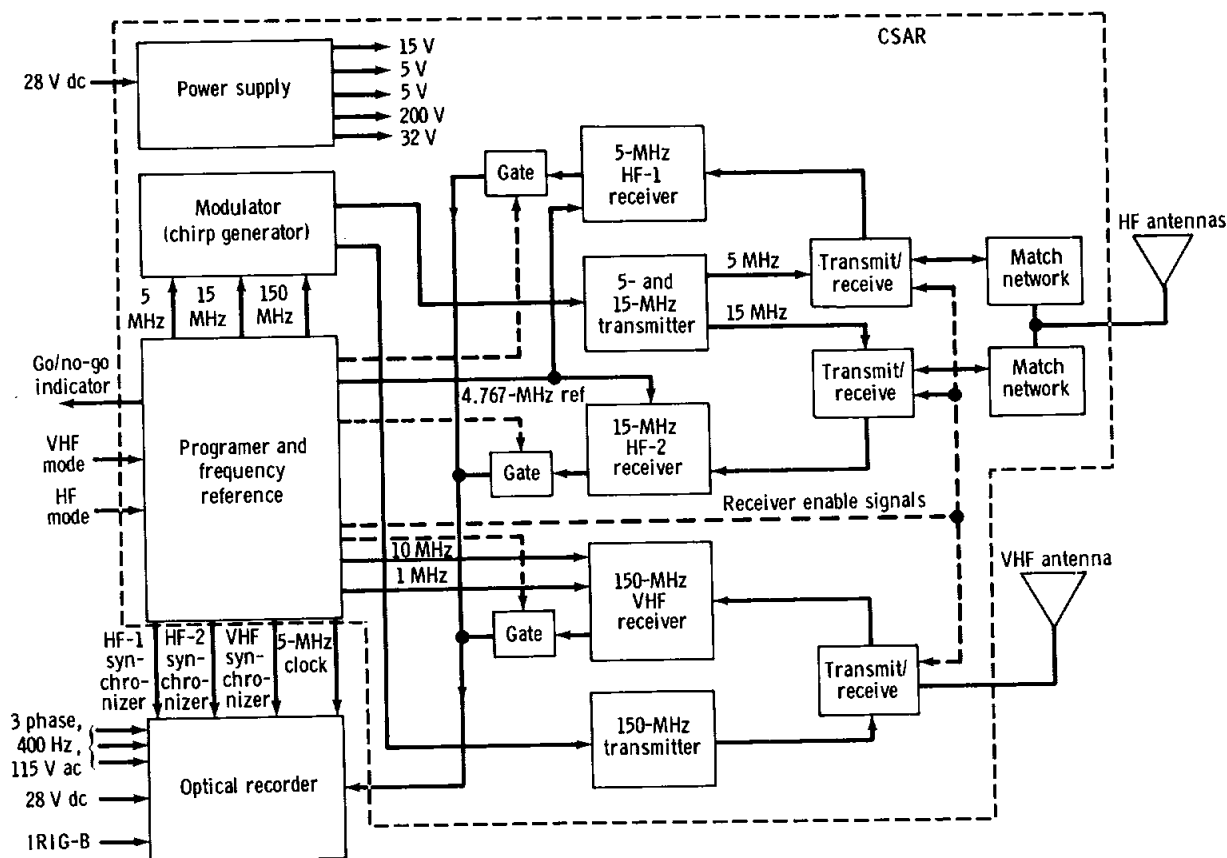 CSAR
28 V dc
Power supply
15 V
5 V
5 V
200 V
32 V
Modulator
(chirp generator)
5
MHz
15
MHz
150
MHz
Gate
5-MHz
HF-1
receiver
5- and
15-MHz
transmitter
5 MHz
15 MHz
Transmit/
receive
Match
network
HF antennas
Transmit/
receive
Match
network
Go/no-go
indicator
VHF
mode
HF
mode
Programer and
frequency
reference
4.767-MHz ref
15-MHz
HF-2
receiver
Gate
Receiver enable signals
10 MHz
1 MHz
150-MHz
VHF
receiver
Gate
VHF antenna
Transmit/
receive
150-MHz
transmitter
HF-1
syn-
chro-
nizer
HF-2
syn-
chro-
nizer
VHF
syn-
chro-
nizer
5-MHz
clock
3 phase,
400 Hz,
115 V ac
28 V dc
IRIG-B
Optical recorder